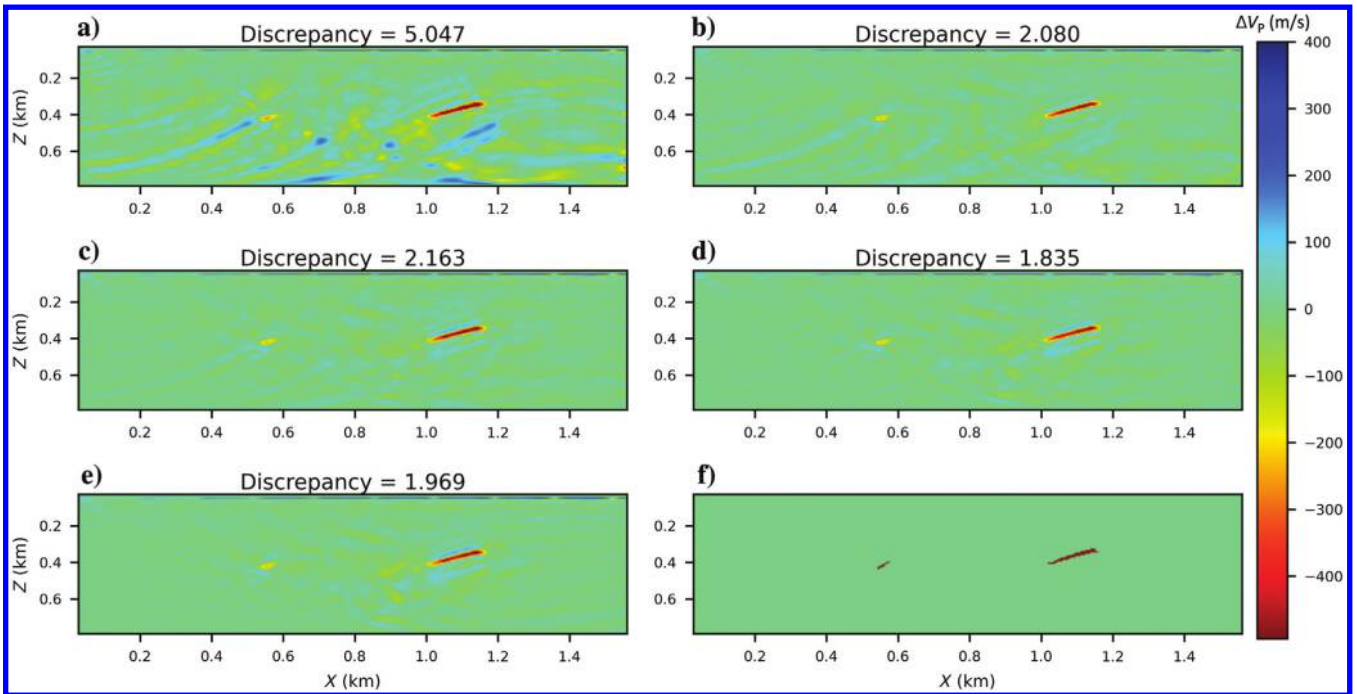 a)
Discrepancy = 5.047
b)
Discrepancy = 2.080
ΔVP (m/s)
400
300
200
100
0
−100
−200
−300
−400
Z (km)
0.2
0.4
0.6
0.2
0.4
0.6
0.2 0.4 0.6 0.8 1.0 1.2 1.4
0.2 0.4 0.6 0.8 1.0 1.2 1.4
c)
Discrepancy = 2.163
d)
Discrepancy = 1.835
Z (km)
0.2
0.4
0.6
0.2
0.4
0.6
0.2 0.4 0.6 0.8 1.0 1.2 1.4
0.2 0.4 0.6 0.8 1.0 1.2 1.4
e)
Discrepancy = 1.969
f)
Z (km)
0.2
0.4
0.6
0.2
0.4
0.6
0.2 0.4 0.6 0.8 1.0 1.2 1.4
0.2 0.4 0.6 0.8 1.0 1.2 1.4
X (km)
X (km)